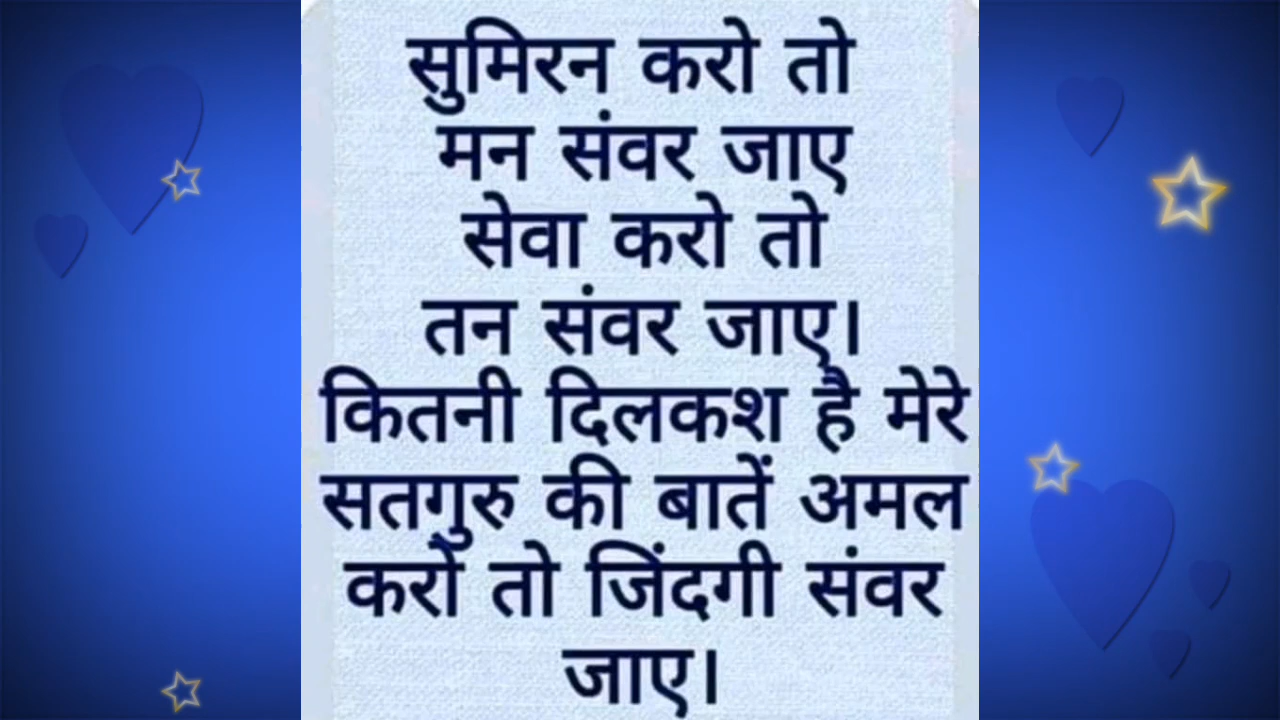 सुमिरन करो तो
मन संवर जाए
सेवा करो तो
तन संवर जाए।
कितनी दिलकश है मेरे
सतगुरु की बातें अमल
करो तो जिंदगी संवर
जाए।